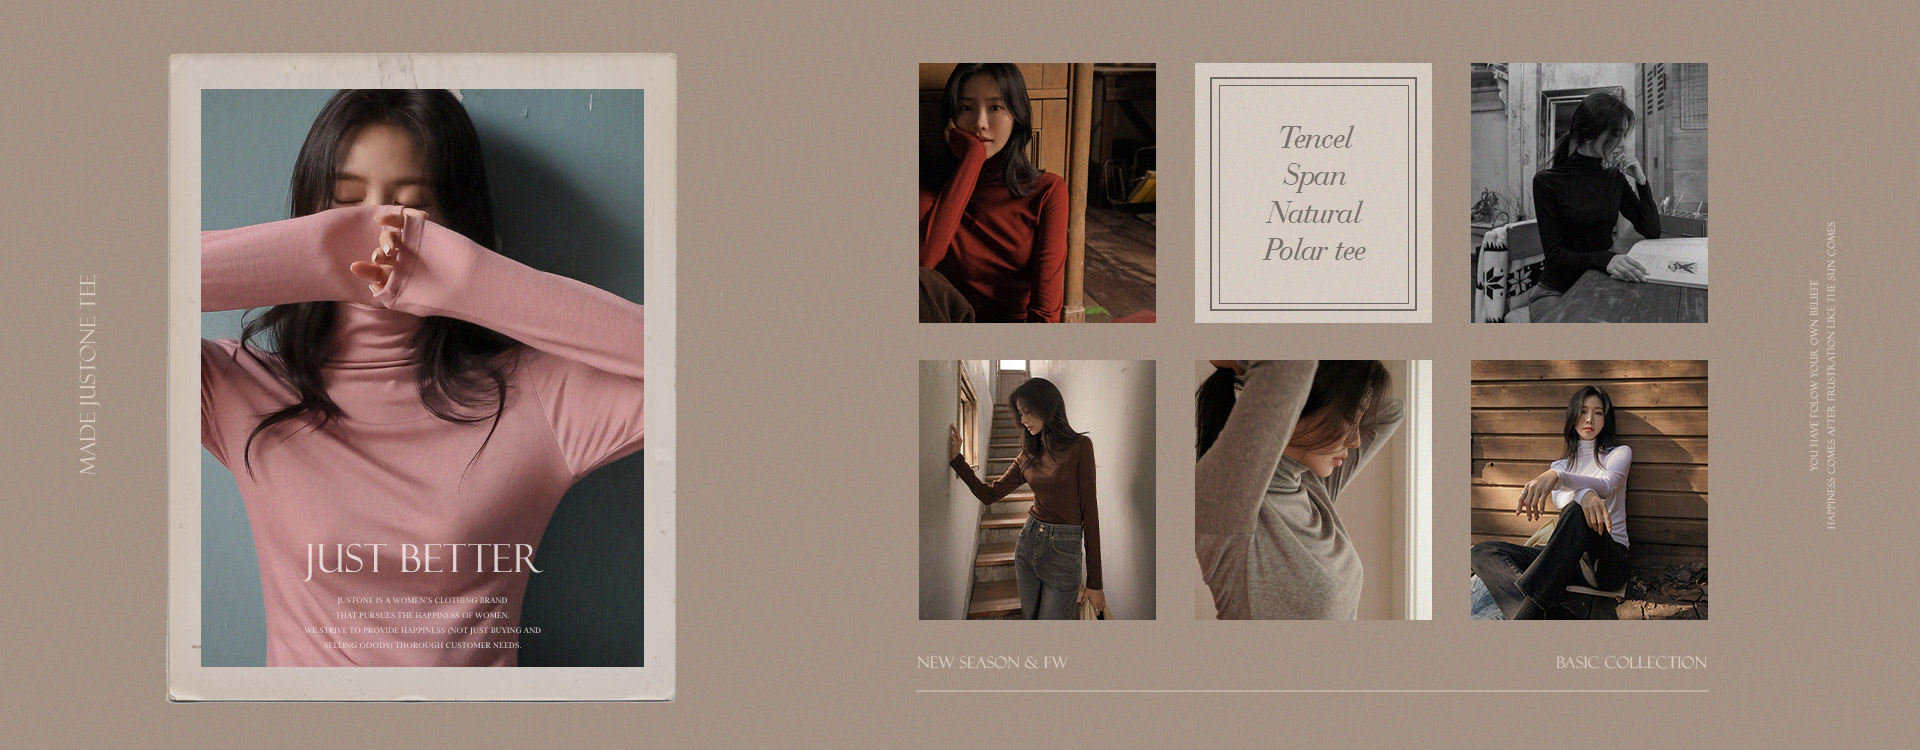 MADE JUSTONE TEE
JUST BETTER
JUSTONE IS A WOMEN'S CLOTHING BRAND
THAT PURSUES THE HAPPINESS OF WOMEN.
WE STRIVE TO PROVIDE HAPPINESS (NOT JUST BUYING AND
SELLING GOODS) THOROUGH CUSTOMER NEEDS.
Tencel
Span
Natural
Polar tee
NEW SEASON & FW
BASIC COLLECTION
YOU HAVE FOLOW YOUR OWN BELIEFE
HAPPINESS COMES AFTER FRUSTRATION LIKE THE SUN COMES